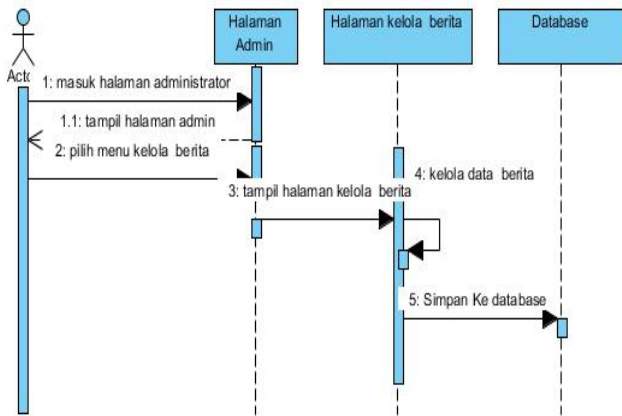 Halaman
Admin
Halaman kelola berita
Database
1: masuk halaman administrator
1.1: tampil halaman admin
2: pilih menu kelola berita
3: tampil halaman kelola berita
4: kelola data berita
5: Simpan Ke database